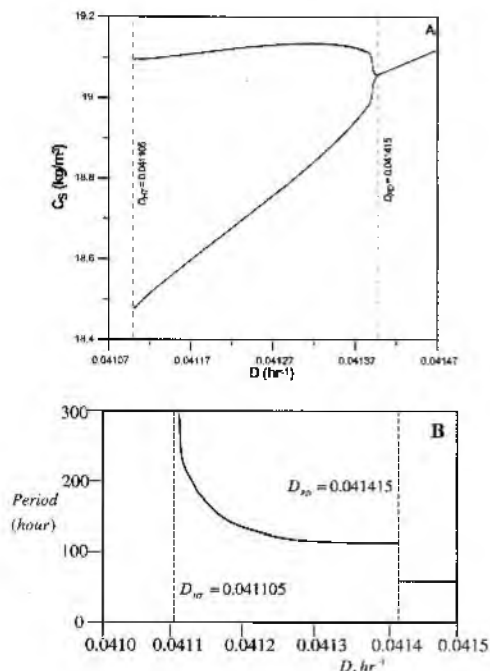 19.2
A
19
C_S (kg/m³)
18.8
18.6
18.4
D_HT = 0.041105
D_PD = 0.041415
0.04107 0.04117 0.04127 0.04137 0.04147
D (hr⁻¹)
300
B
200
D_PD = 0.041415
Period
(hour)
100
D_HT = 0.041105
0
0.0410 0.0411 0.0412 0.0413 0.0414 0.0415
D, hr⁻¹